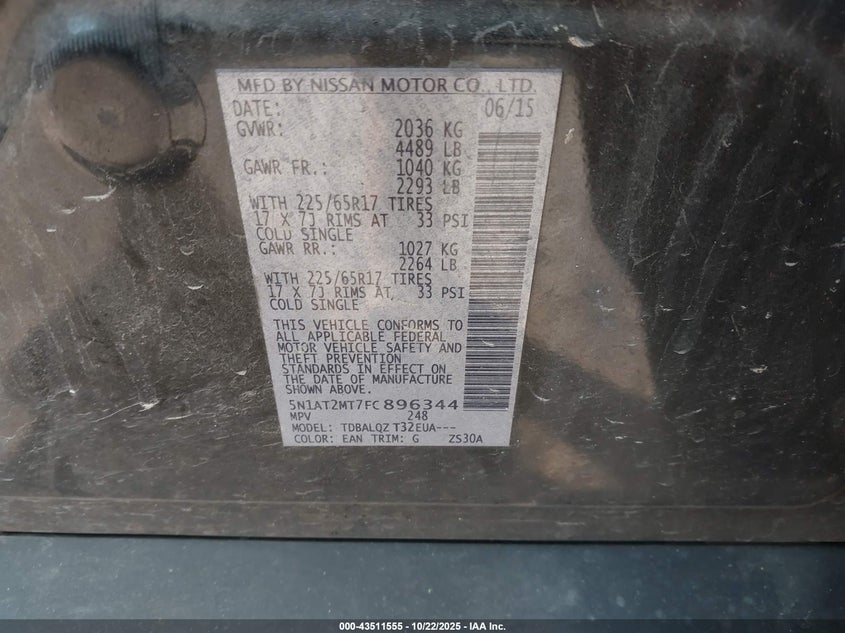 MFD BY NISSAN MOTOR CO., LTD.
DATE: 06/15
GVWR: 2036 KG
4489 LB
GAWR FR.: 1040 KG
2293 LB
WITH 225/65R17 TIRES
17 X 7J RIMS AT 33 PSI
COLD SINGLE
GAWR RR.: 1027 KG
2264 LB
WITH 225/65R17 TIRES
17 X 7J RIMS AT 33 PSI
COLD SINGLE
THIS VEHICLE CONFORMS TO
ALL APPLICABLE FEDERAL
MOTOR VEHICLE SAFETY AND
THEFT PREVENTION
STANDARDS IN EFFECT ON
THE DATE OF MANUFACTURE
SHOWN ABOVE.
5N1AT2MT7FC896344
MPV 248
MODEL: TDBALQZ T32EUA---
COLOR: EAN TRIM: G ZS30A
000-43511555 - 10/22/2025 - IAA Inc.